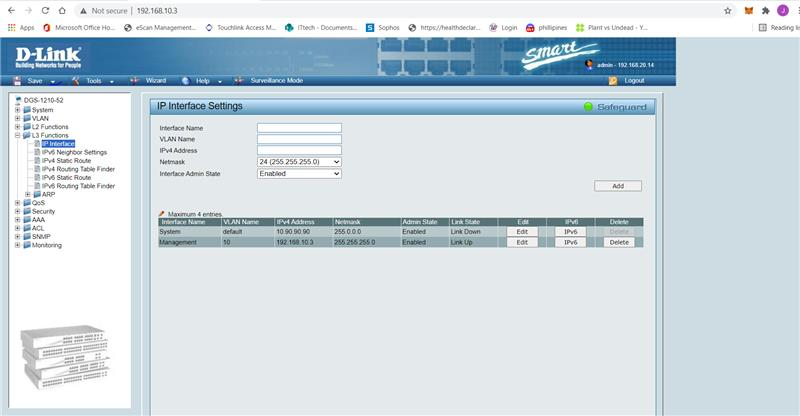 Not secure | 192.168.10.3
Apps Microsoft Office Ho... eScan Management... Touchlink Access M... ITtech - Documents... Sophos https://healthdeclar... Login phillipines Plant vs Undead - Y... Reading list
D-Link
Building Networks for People
Smart
admin - 192.168.20.14
Save Tools Wizard Help Surveillance Mode Logout
DGS-1210-52
System
VLAN
L2 Functions
L3 Functions
IP Interface
IPv6 Neighbor Settings
IPv4 Static Route
IPv4 Routing Table Finder
IPv6 Static Route
IPv6 Routing Table Finder
ARP
QoS
Security
AAA
ACL
SNMP
Monitoring
IP Interface Settings Safeguard
Interface Name
VLAN Name
IPv4 Address
Netmask 24 (255.255.255.0)
Interface Admin State Enabled
Add
Maximum 4 entries.
Interface Name VLAN Name IPv4 Address Netmask Admin State Link State Edit IPv6 Delete
System default 10.90.90.90 255.0.0.0 Enabled Link Down Edit IPv6 Delete
Management 10 192.168.10.3 255.255.255.0 Enabled Link Up Edit IPv6 Delete